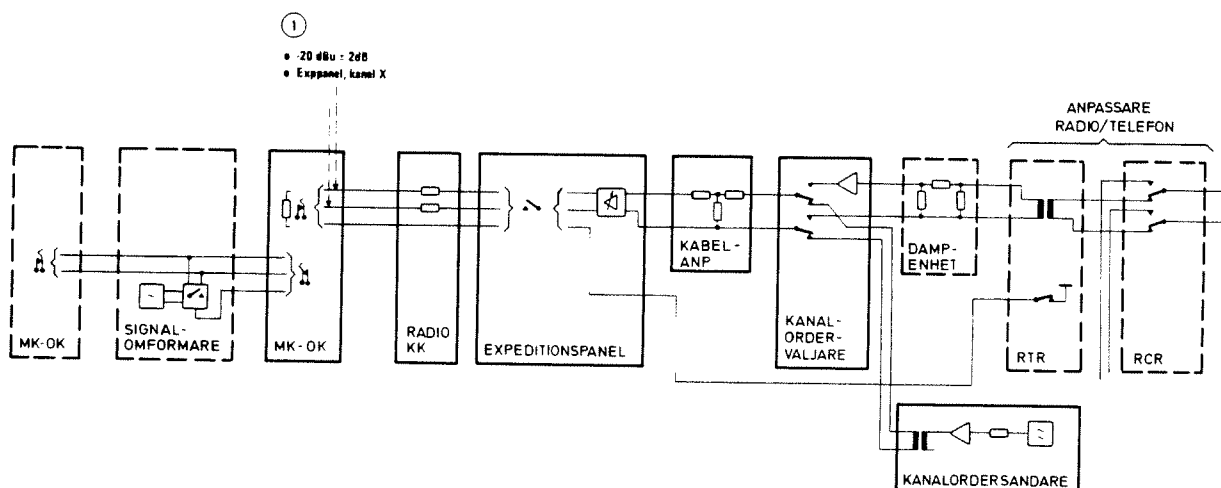 1
• -20 dBu = 2dB
• Exppanel, kanal X
ANPASSARE
RADIO/TELEFON
MK-OK
SIGNAL-
OMFORMARE
MK-OK
RADIO
KK
EXPEDITIONSPANEL
KABEL-
ANP
KANAL-
ORDER-
VALJARE
DAMP-
ENHET
RTR
RCR
KANALORDERSANDARE